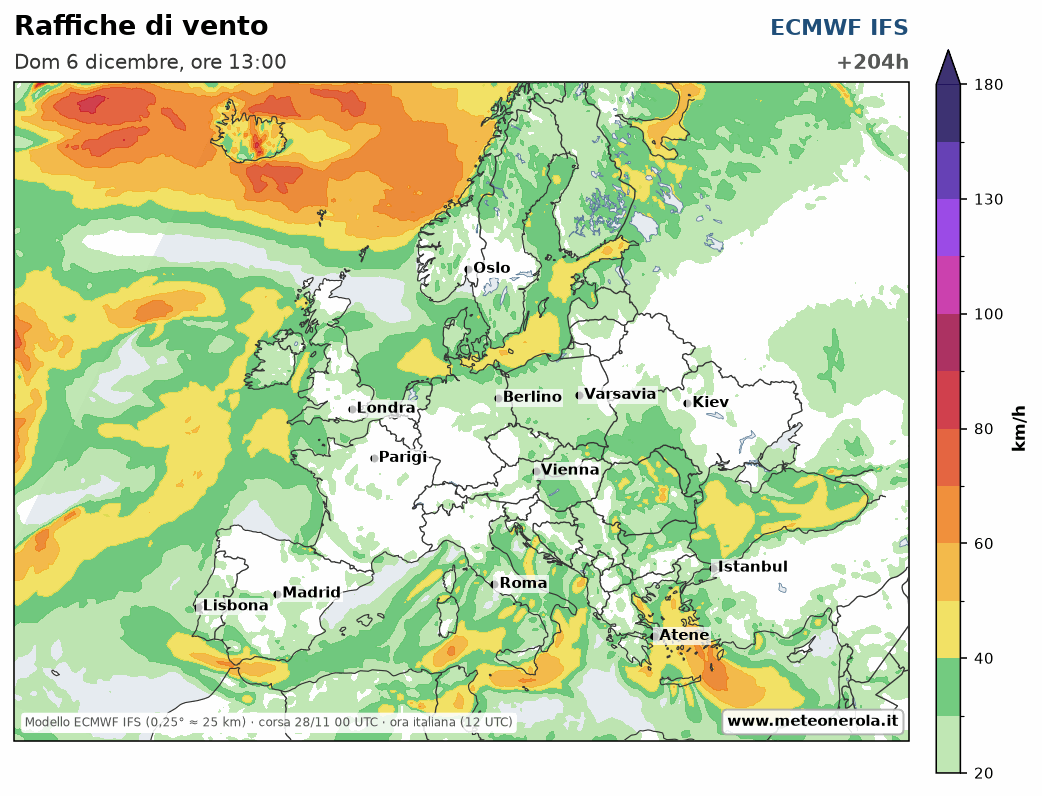 Raffiche di vento
ECMWF IFS
Dom 6 dicembre, ore 13:00
+204h
180
130
100
80
60
40
20
km/h
Oslo
Berlino
Varsavia
Kiev
Londra
Parigi
Vienna
Istanbul
Roma
Madrid
Lisbona
Atene
Modello ECMWF IFS (0,25° ≈ 25 km) · corsa 28/11 00 UTC · ora italiana (12 UTC)
www.meteonerola.it